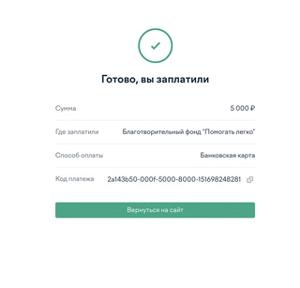 Готово, вы заплатили
Сумма 5 000 ₽
Где заплатили Благотворительный фонд "Помогать легко"
Способ оплаты Банковская карта
Код платежа 2a143b50-000f-5000-8000-151698248281
Вернуться на сайт